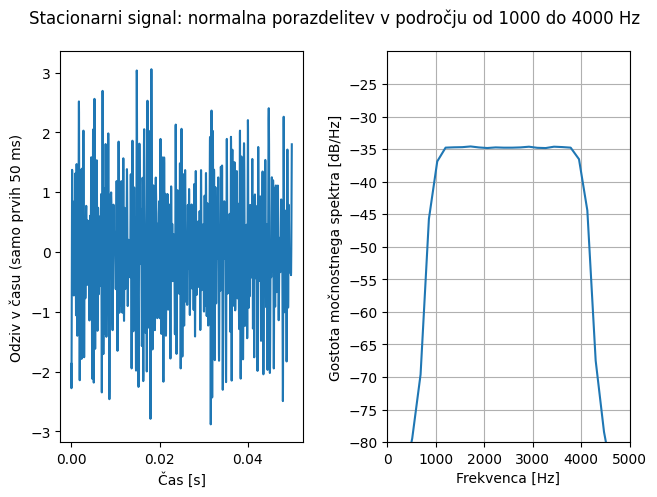 Stacionarni signal: normalna porazdelitev v področju od 1000 do 4000 Hz
Odziv v času (samo prvih 50 ms)
3
2
1
0
−1
−2
−3
0.00 0.02 0.04
Čas [s]
Gostota močnostnega spektra [dB/Hz]
−25
−30
−35
−40
−45
−50
−55
−60
−65
−70
−75
−80
0 1000 2000 3000 4000 5000
Frekvenca [Hz]